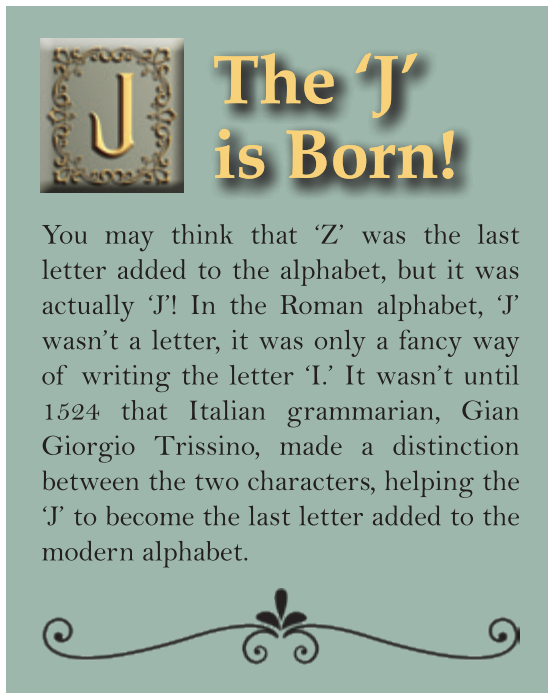 J
The ‘J’
is Born!
You may think that ‘Z’ was the last
letter added to the alphabet, but it was
actually ‘J’! In the Roman alphabet, ‘J’
wasn’t a letter, it was only a fancy way
of writing the letter ‘I.’ It wasn’t until
1524 that Italian grammarian, Gian
Giorgio Trissino, made a distinction
between the two characters, helping the
‘J’ to become the last letter added to the
modern alphabet.